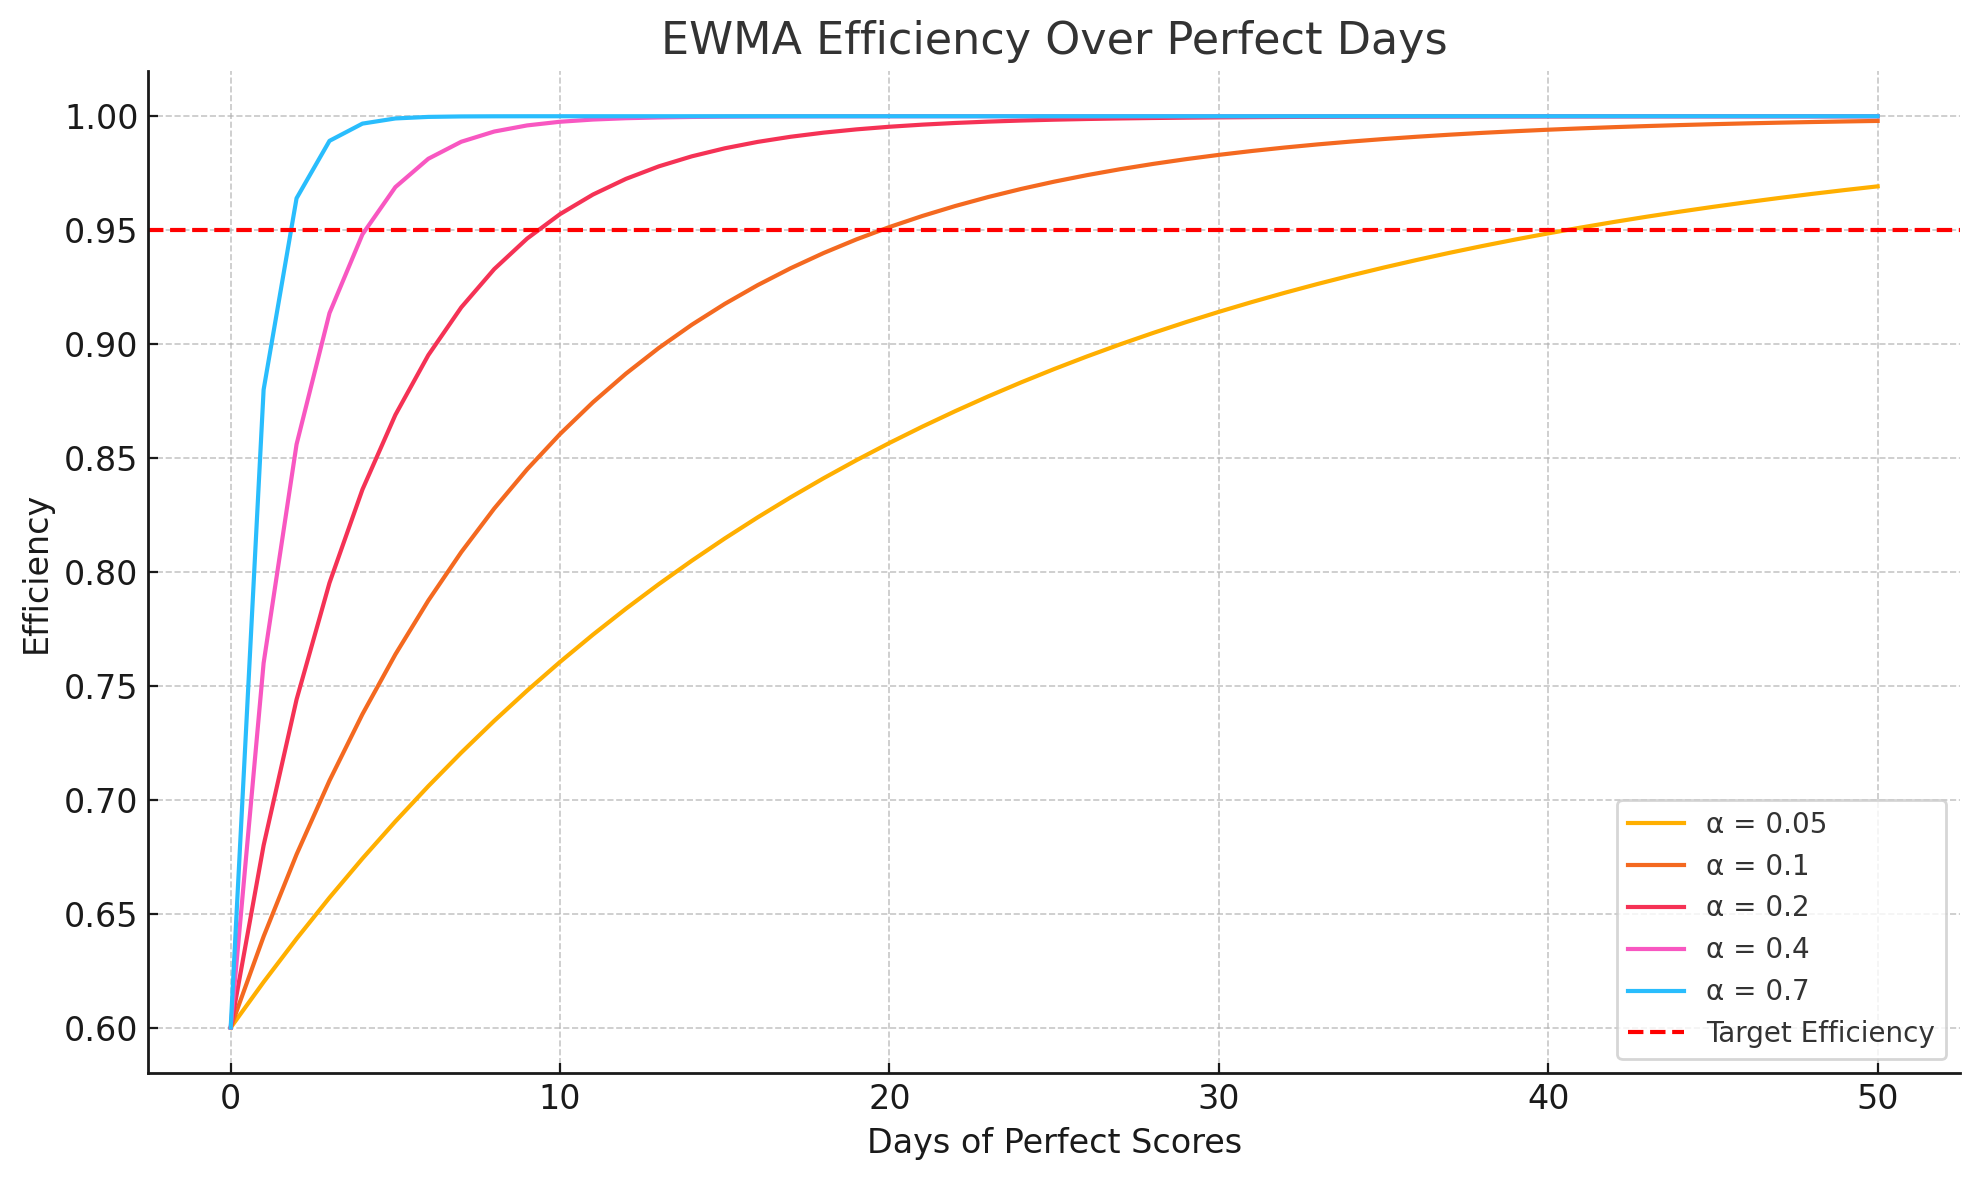 EWMA Efficiency Over Perfect Days
1.00
0.95
0.90
0.85
0.80
0.75
0.70
0.65
0.60
Efficiency
0 10 20 30 40 50
Days of Perfect Scores
α = 0.05
α = 0.1
α = 0.2
α = 0.4
α = 0.7
Target Efficiency